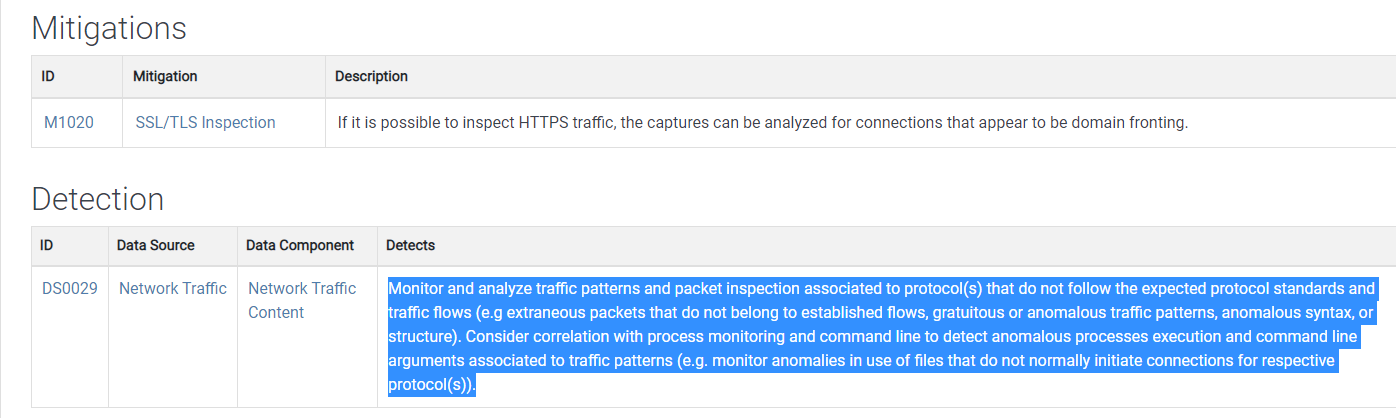 Mitigations
ID Mitigation Description
M1020 SSL/TLS Inspection If it is possible to inspect HTTPS traffic, the captures can be analyzed for connections that appear to be domain fronting.
Detection
ID Data Source Data Component Detects
DS0029 Network Traffic Network Traffic Monitor and analyze traffic patterns and packet inspection associated to protocol(s) that do not follow the expected protocol standards and
Content traffic flows (e.g extraneous packets that do not belong to established flows, gratuitous or anomalous traffic patterns, anomalous syntax, or
structure). Consider correlation with process monitoring and command line to detect anomalous processes execution and command line
arguments associated to traffic patterns (e.g. monitor anomalies in use of files that do not normally initiate connections for respective
protocol(s)).